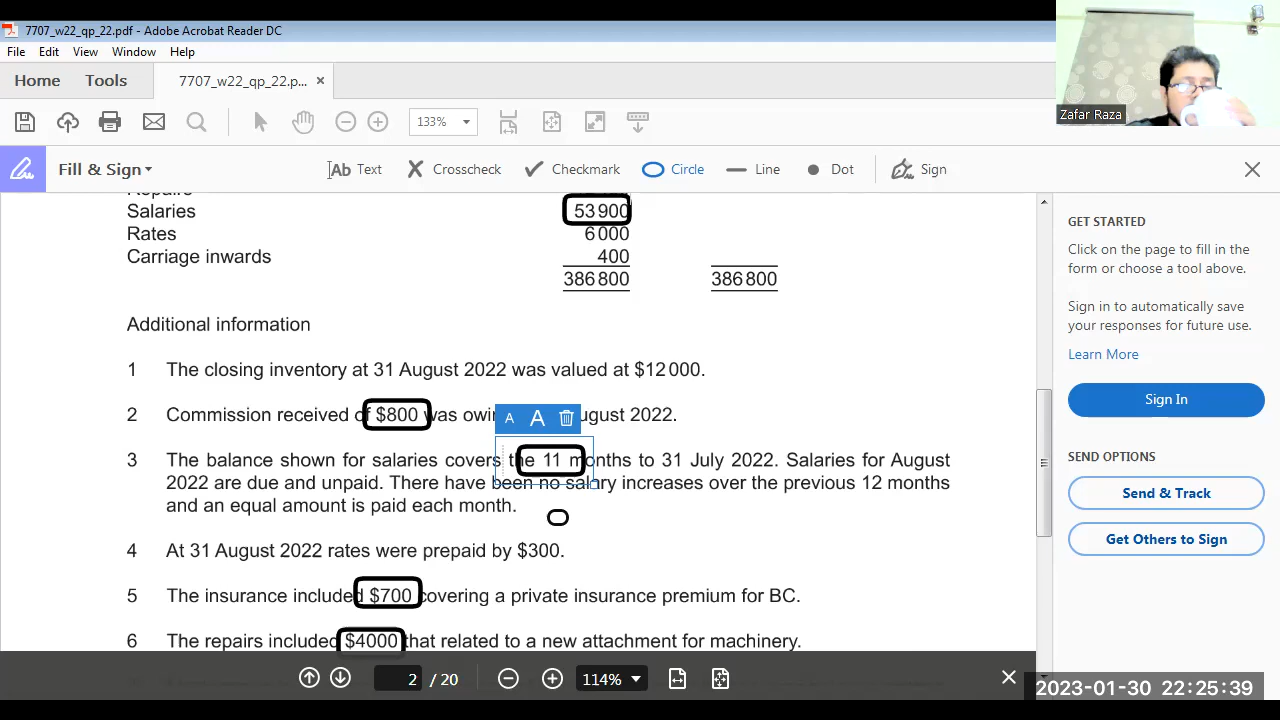 7707_w22_qp_22.pdf - Adobe Acrobat Reader DC
File Edit View Window Help
Home Tools 7707_w22_qp_22.p... ×
133%
Fill & Sign Ab Text Crosscheck Checkmark Circle Line Dot Sign
Zafar Raza
Repairs
Salaries 53 900
Rates 6 000
Carriage inwards 400
386 800 386 800
Additional information
1 The closing inventory at 31 August 2022 was valued at $12 000.
2 Commission received of $800 was owing August 2022.
A A
3 The balance shown for salaries covers the 11 months to 31 July 2022. Salaries for August
2022 are due and unpaid. There have been no salary increases over the previous 12 months
and an equal amount is paid each month.
4 At 31 August 2022 rates were prepaid by $300.
5 The insurance included $700 covering a private insurance premium for BC.
6 The repairs included $4000 that related to a new attachment for machinery.
2 / 20 114%
GET STARTED
Click on the page to fill in the
form or choose a tool above.
Sign in to automatically save
your responses for future use.
Learn More
Sign In
SEND OPTIONS
Send & Track
Get Others to Sign
2023-01-30 22:25:39